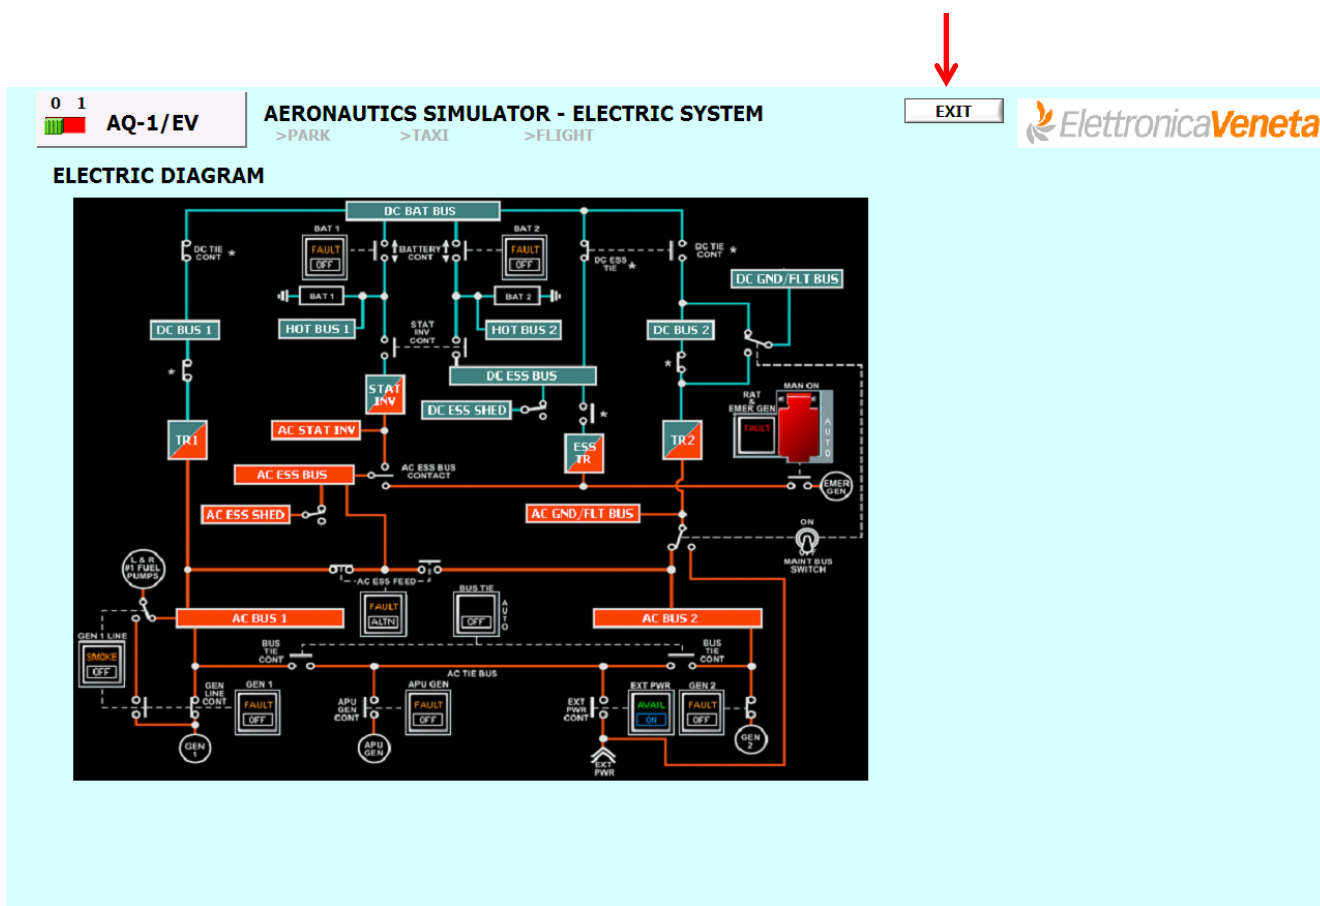 0 1
AQ-1/EV
AERONAUTICS SIMULATOR - ELECTRIC SYSTEM
>PARK >TAXI >FLIGHT
EXIT
ElettronicaVeneta
ELECTRIC DIAGRAM
DC BAT BUS
BAT 1
BAT 2
FAULT
OFF
BATTERY
CONT
FAULT
OFF
DC TIE
CONT *
DC ESS
TIE *
DC TIE
CONT *
DC GND/FLT BUS
BAT 1
BAT 2
DC BUS 1
HOT BUS 1
STAT
INV
CONT
HOT BUS 2
DC BUS 2
*
*
DC ESS BUS
STAT
INV
DC ESS SHED
*
RAT
&
EMER GEN
MAN ON
FAULT
AUTO
TR1
AC STAT INV
ESS
TR
TR2
AC ESS BUS
AC ESS BUS
CONTACT
EMER
GEN
AC ESS SHED
AC GND/FLT BUS
ON
OFF
MAINT BUS
SWITCH
L & R
#1 FUEL
PUMPS
AC ESS FEED
BUS TIE
FAULT
ALTN
OFF
AUTO
AC BUS 1
AC BUS 2
GEN 1 LINE
SMOKE
OFF
BUS
TIE
CONT
BUS
TIE
CONT
AC TIE BUS
GEN
LINE
CONT
GEN 1
FAULT
OFF
APU
GEN
CONT
APU GEN
FAULT
OFF
EXT
PWR
CONT
EXT PWR
AVAIL
ON
GEN 2
FAULT
OFF
GEN
1
APU
GEN
EXT
PWR
GEN
2